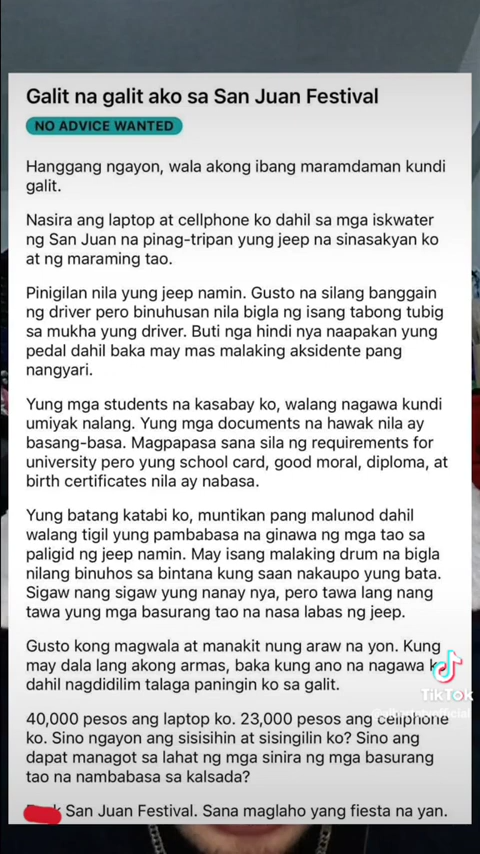 Galit na galit ako sa San Juan Festival
NO ADVICE WANTED
Hanggang ngayon, wala akong ibang maramdaman kundi
galit.
Nasira ang laptop at cellphone ko dahil sa mga iskwater
ng San Juan na pinag-tripan yung jeep na sinasakyan ko
at ng maraming tao.
Pinigilan nila yung jeep namin. Gusto na silang banggain
ng driver pero binuhusan nila bigla ng isang tabong tubig
sa mukha yung driver. Buti nga hindi nya naapakan yung
pedal dahil baka may mas malaking aksidente pang
nangyari.
Yung mga students na kasabay ko, walang nagawa kundi
umiyak nalang. Yung mga documents na hawak nila ay
basang-basa. Magpapasa sana sila ng requirements for
university pero yung school card, good moral, diploma, at
birth certificates nila ay nabasa.
Yung batang katabi ko, muntikan pang malunod dahil
walang tigil yung pambabasa na ginawa ng mga tao sa
paligid ng jeep namin. May isang malaking drum na bigla
nilang binuhos sa bintana kung saan nakaupo yung bata.
Sigaw nang sigaw yung nanay nya, pero tawa lang nang
tawa yung mga basurang tao na nasa labas ng jeep.
Gusto kong magwala at manakit nung araw na yon. Kung
may dala lang akong armas, baka kung ano na nagawa
dahil nagdidilim talaga paningin ko sa galit.
TikTok
40,000 pesos ang laptop ko. 23,000 pesos ang cellphone
ko. Sino ngayon ang sisisihin at sisingilin ko? Sino ang
dapat managot sa lahat ng mga sinira ng mga basurang
tao na nambabasa sa kalsada?
San Juan Festival. Sana maglaho yang fiesta na yan.